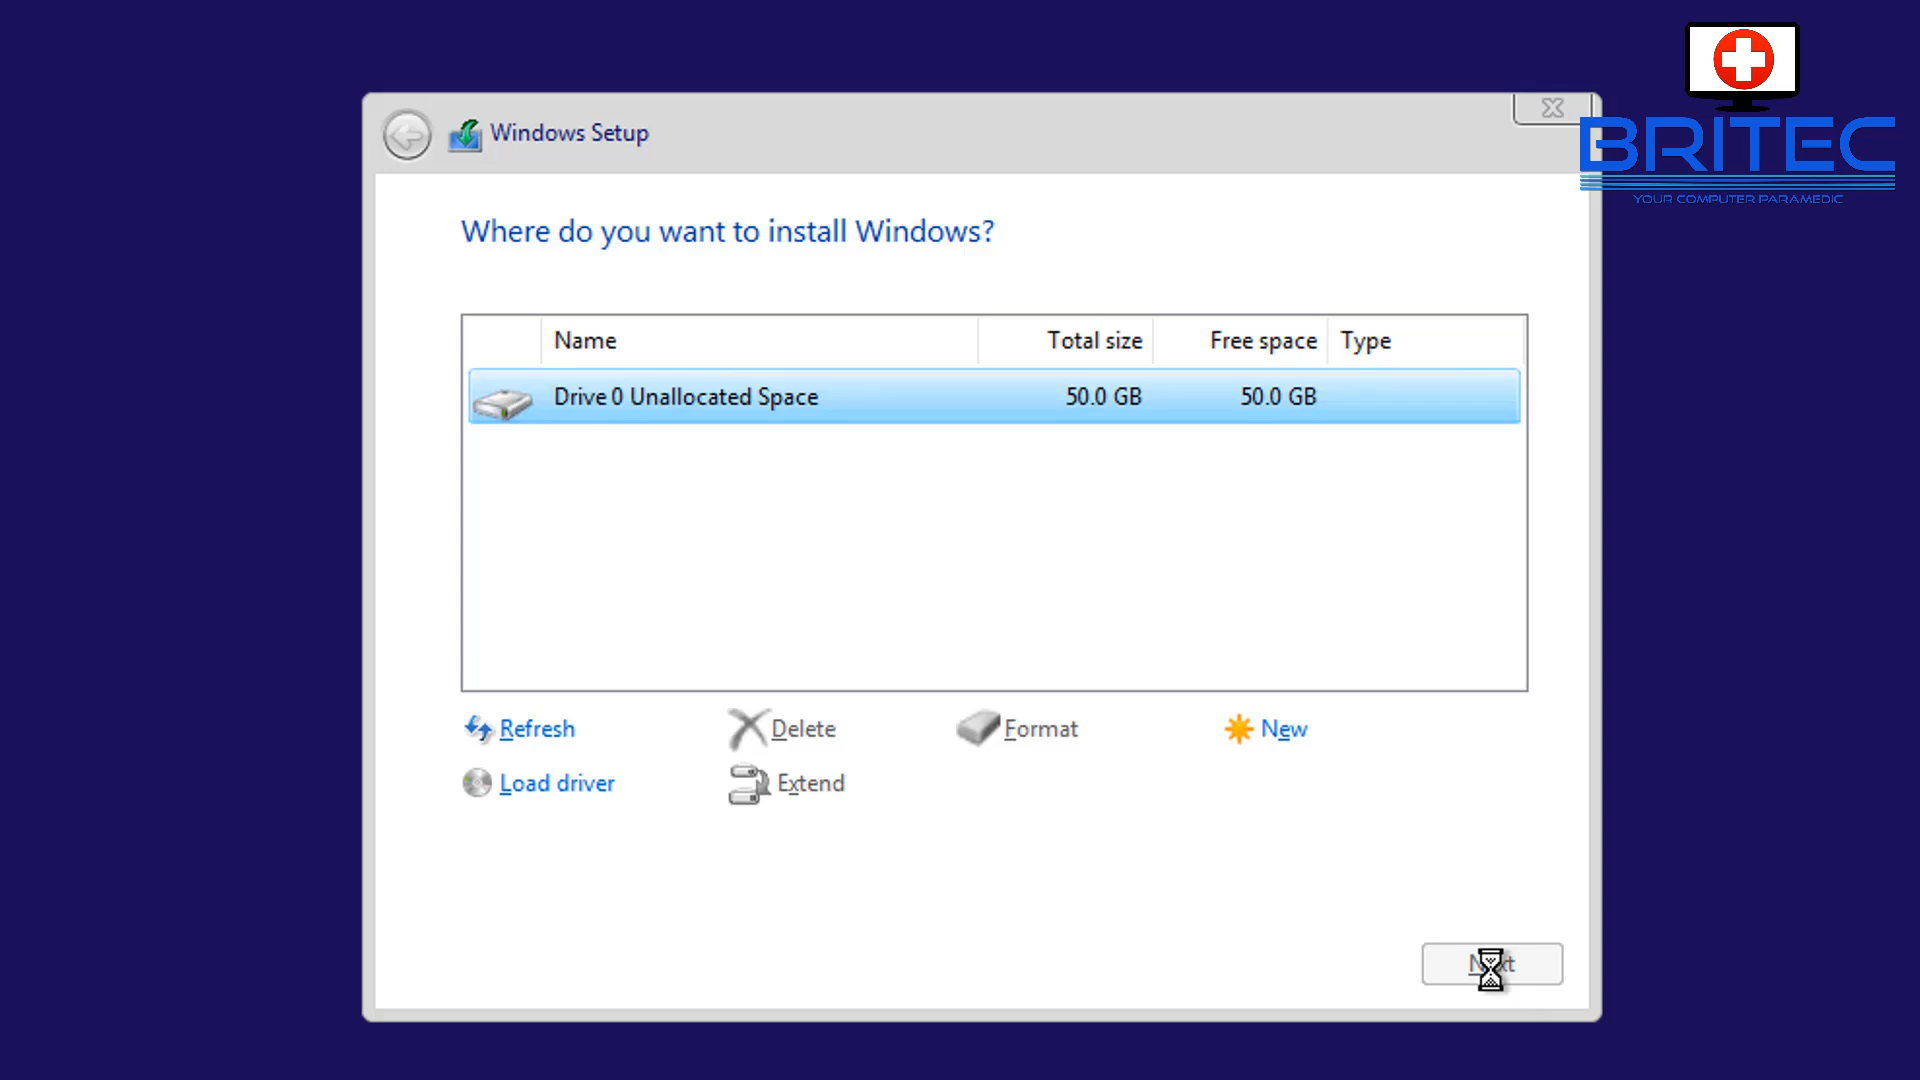 Windows Setup
BRITEC
YOUR COMPUTER PARAMEDIC
Where do you want to install Windows?
Name Total size Free space Type
Drive 0 Unallocated Space 50.0 GB 50.0 GB
Refresh Delete Format New
Load driver Extend
Next